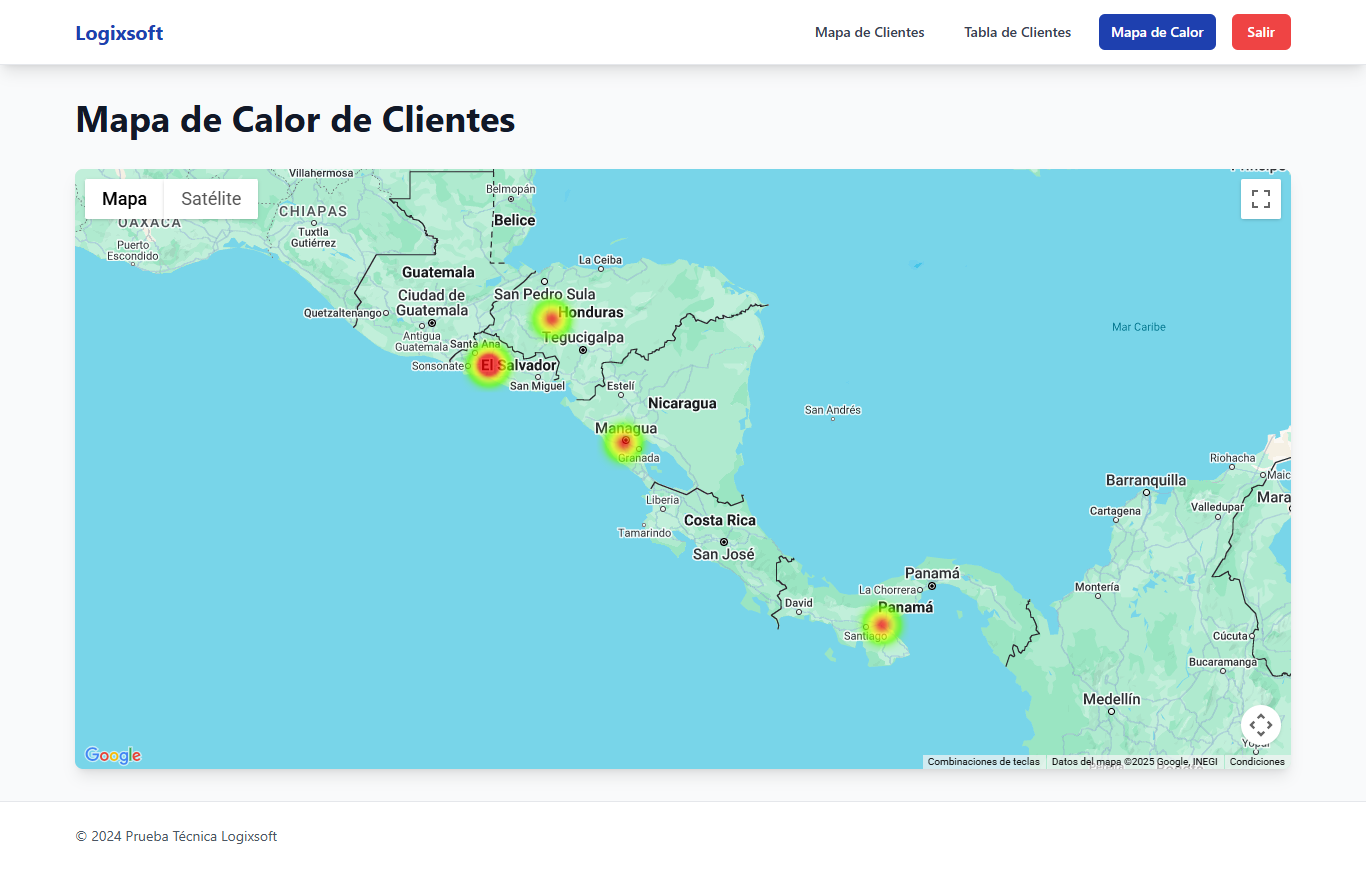 Logixsoft
Mapa de Clientes
Tabla de Clientes
Mapa de Calor
Salir
Mapa de Calor de Clientes
Mapa
Satélite
Villahermosa
CHIAPAS
OAXACA
Tuxtla
Gutiérrez
Puerto
Escondido
Belmopán
Belice
La Ceiba
Guatemala
Ciudad de
Guatemala
San Pedro Sula
Honduras
Quetzaltenango
Antigua
Guatemala
Santa Ana
Tegucigalpa
Sonsonate
El Salvador
San Miguel
Estelí
Nicaragua
Managua
Granada
Mar Caribe
San Andrés
Liberia
Costa Rica
Tamarindo
San José
Riohacha
Maic
Barranquilla
Mara
Cartagena
Valledupar
Panamá
La Chorrera
David
Panamá
Santiago
Montería
Cúcuta
Bucaramanga
Medellín
Yopal
Google
Combinaciones de teclas
Datos del mapa ©2025 Google, INEGI
Condiciones
© 2024 Prueba Técnica Logixsoft